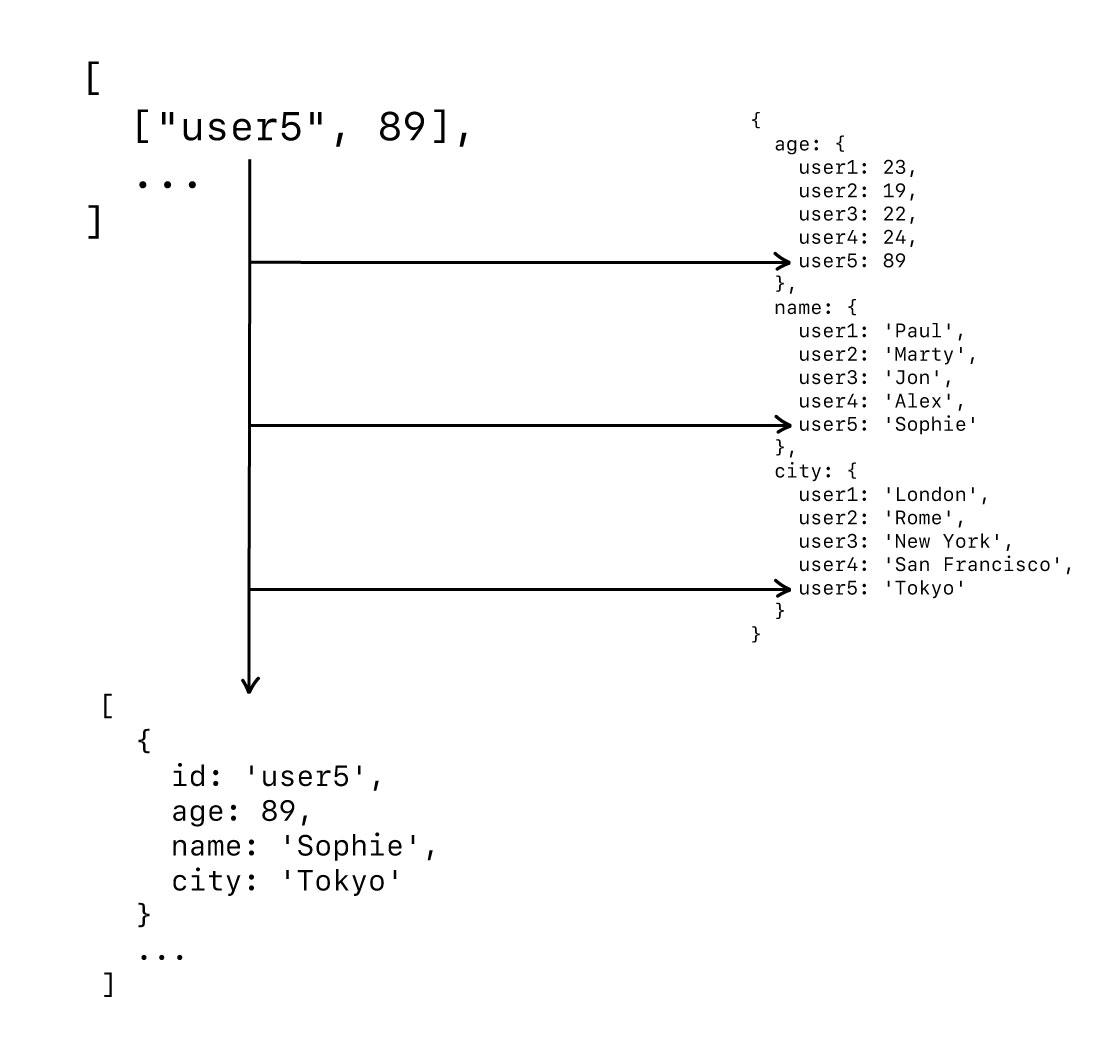 [
  ["user5", 89],
  ...
]
{
  age: {
    user1: 23,
    user2: 19,
    user3: 22,
    user4: 24,
    user5: 89
  },
  name: {
    user1: 'Paul',
    user2: 'Marty',
    user3: 'Jon',
    user4: 'Alex',
    user5: 'Sophie'
  },
  city: {
    user1: 'London',
    user2: 'Rome',
    user3: 'New York',
    user4: 'San Francisco',
    user5: 'Tokyo'
  }
}
[
  {
    id: 'user5',
    age: 89,
    name: 'Sophie',
    city: 'Tokyo'
  }
  ...
]